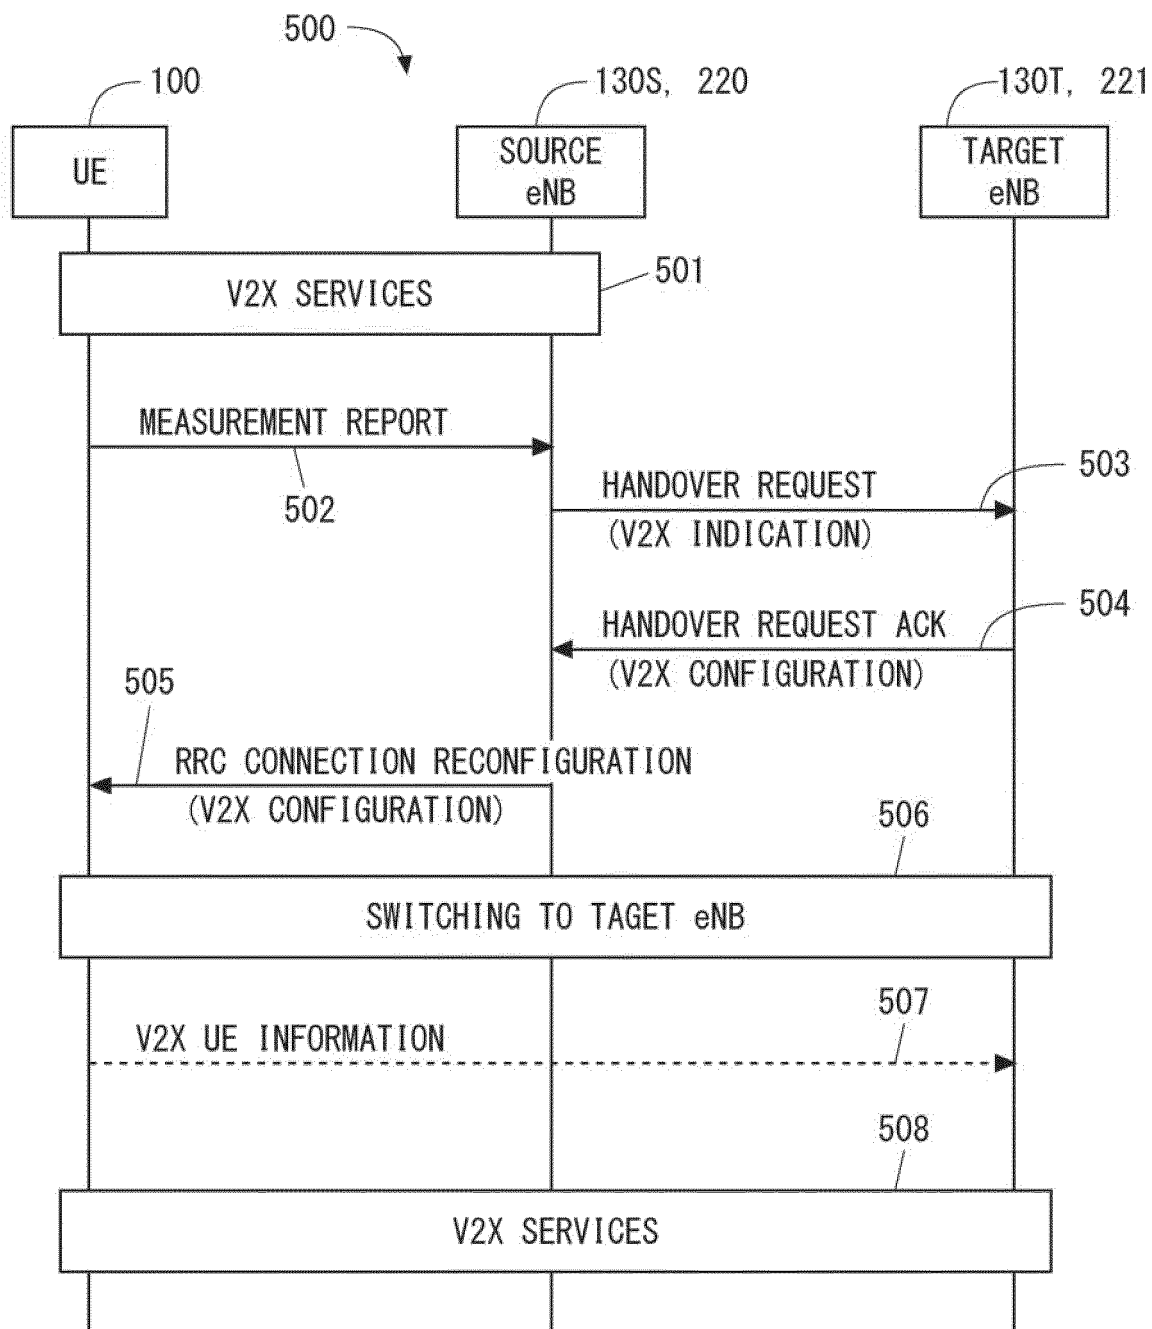 500
100
130S, 220
130T, 221
UE
SOURCE
eNB
TARGET
eNB
V2X SERVICES
501
MEASUREMENT REPORT
502
HANDOVER REQUEST
(V2X INDICATION)
503
HANDOVER REQUEST ACK
(V2X CONFIGURATION)
504
505
RRC CONNECTION RECONFIGURATION
(V2X CONFIGURATION)
506
SWITCHING TO TAGET eNB
507
V2X UE INFORMATION
508
V2X SERVICES